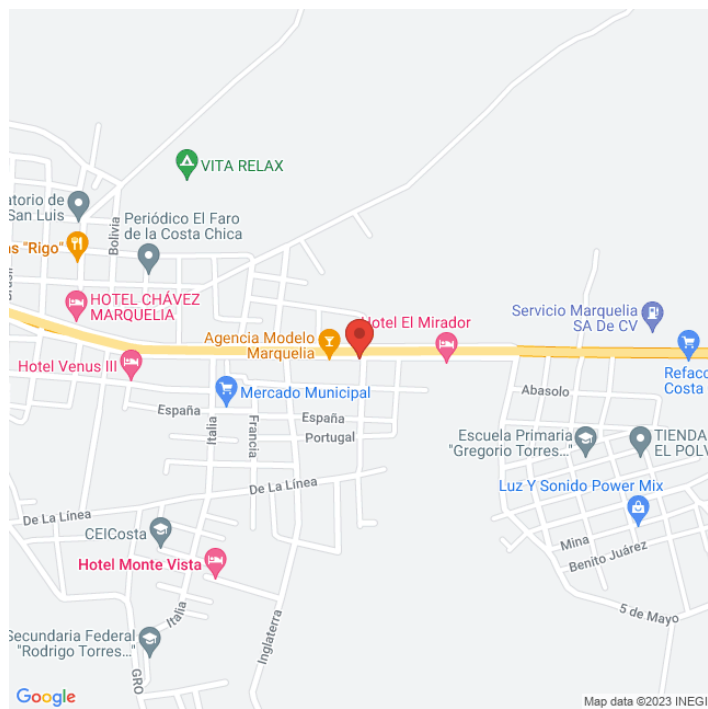 VITA RELAX
atorio de
San Luis
Periódico El Faro
de la Costa Chica
Bolivia
as "Rigo"
HOTEL CHÁVEZ
MARQUELIA
Servicio Marquelia
SA De CV
Hotel El Mirador
Agencia Modelo
Marquelia
Hotel Venus III
Refacc
Costa
Mercado Municipal
Abasolo
España
España
Italia
Francia
Portugal
Escuela Primaria
"Gregorio Torres..."
TIENDA
EL POLV
De La Línea
Luz Y Sonido Power Mix
De La Línea
CEICosta
Mina
Benito Juárez
Hotel Monte Vista
Italia
5 de Mayo
Secundaria Federal
"Rodrigo Torres..."
Inglaterra
GRO
Google
Map data ©2023 INEGI